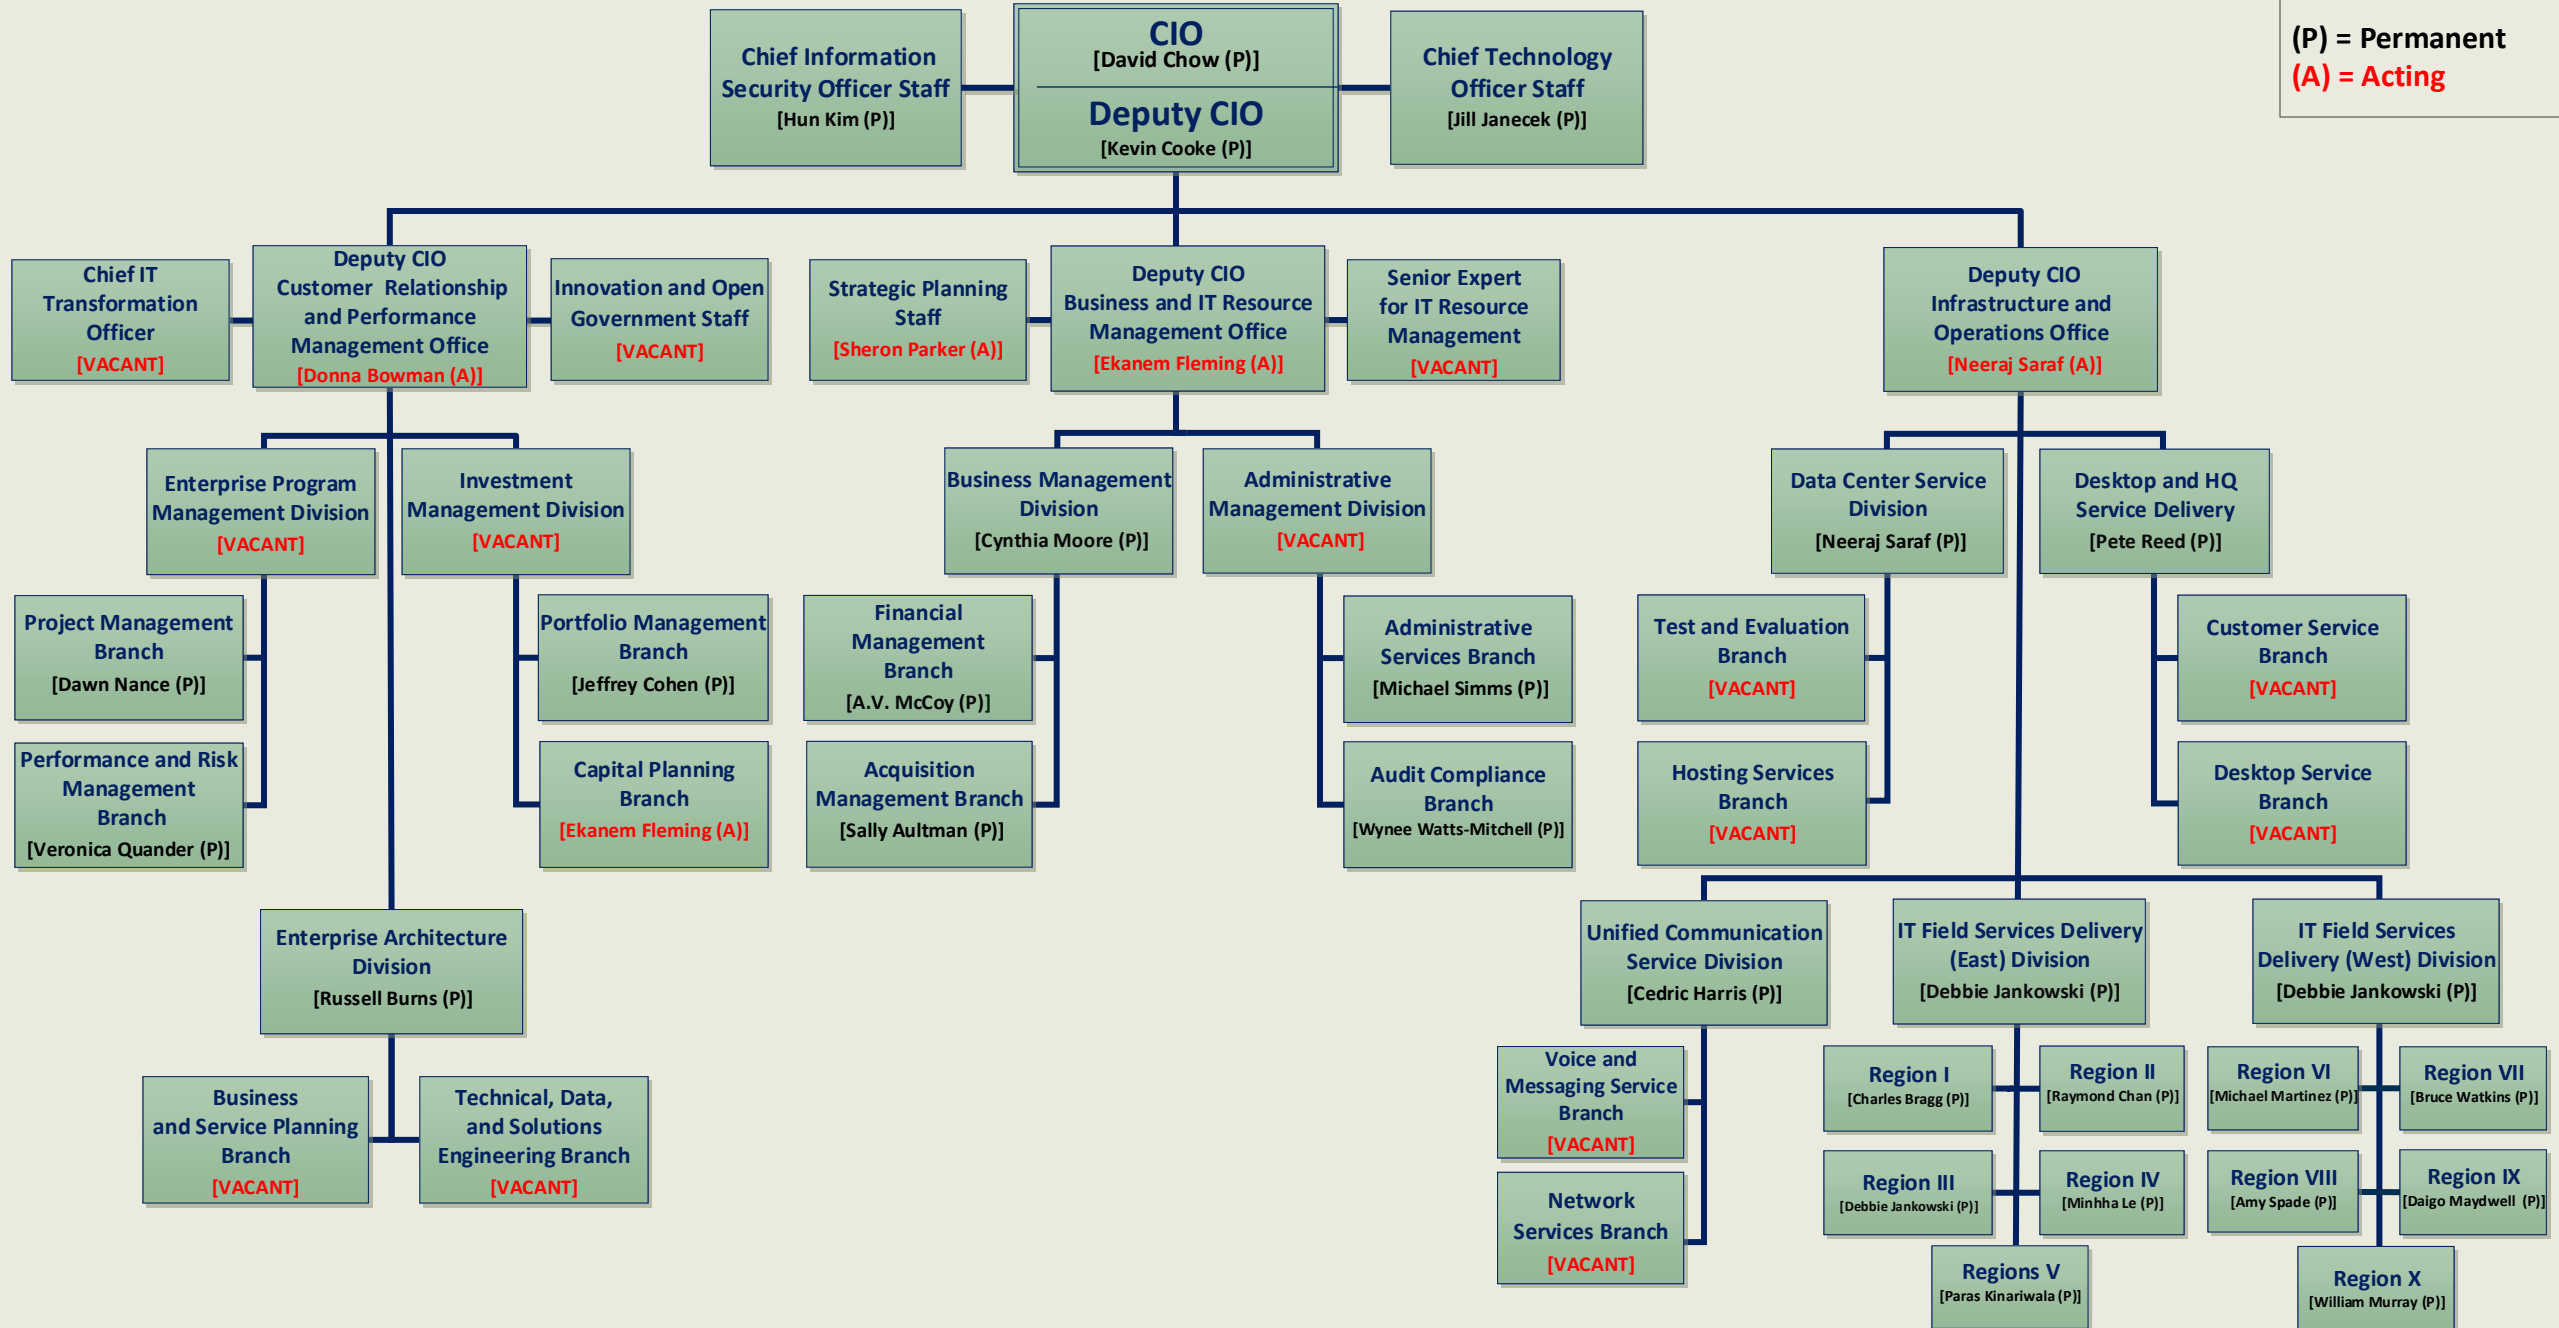 (P) = Permanent
(A) = Acting
Chief Information
Security Officer Staff
[Hun Kim (P)]
CIO
[David Chow (P)]
Deputy CIO
[Kevin Cooke (P)]
Chief Technology
Officer Staff
[Jill Janecek (P)]
Chief IT
Transformation
Officer
[VACANT]
Deputy CIO
Customer Relationship
and Performance
Management Office
[Donna Bowman (A)]
Innovation and Open
Government Staff
[VACANT]
Strategic Planning
Staff
[Sheron Parker (A)]
Deputy CIO
Business and IT Resource
Management Office
[Ekanem Fleming (A)]
Senior Expert
for IT Resource
Management
[VACANT]
Deputy CIO
Infrastructure and
Operations Office
[Neeraj Saraf (A)]
Enterprise Program
Management Division
[VACANT]
Investment
Management Division
[VACANT]
Business Management
Division
[Cynthia Moore (P)]
Administrative
Management Division
[VACANT]
Data Center Service
Division
[Neeraj Saraf (P)]
Desktop and HQ
Service Delivery
[Pete Reed (P)]
Project Management
Branch
[Dawn Nance (P)]
Portfolio Management
Branch
[Jeffrey Cohen (P)]
Financial
Management
Branch
[A.V. McCoy (P)]
Administrative
Services Branch
[Michael Simms (P)]
Test and Evaluation
Branch
[VACANT]
Customer Service
Branch
[VACANT]
Performance and Risk
Management
Branch
[Veronica Quander (P)]
Capital Planning
Branch
[Ekanem Fleming (A)]
Acquisition
Management Branch
[Sally Aultman (P)]
Audit Compliance
Branch
[Wynee Watts-Mitchell (P)]
Hosting Services
Branch
[VACANT]
Desktop Service
Branch
[VACANT]
Enterprise Architecture
Division
[Russell Burns (P)]
Unified Communication
Service Division
[Cedric Harris (P)]
IT Field Services Delivery
(East) Division
[Debbie Jankowski (P)]
IT Field Services
Delivery (West) Division
[Debbie Jankowski (P)]
Business
and Service Planning
Branch
[VACANT]
Technical, Data,
and Solutions
Engineering Branch
[VACANT]
Voice and
Messaging Service
Branch
[VACANT]
Network
Services Branch
[VACANT]
Region I
[Charles Bragg (P)]
Region II
[Raymond Chan (P)]
Region III
[Debbie Jankowski (P)]
Region IV
[Minhha Le (P)]
Regions V
[Paras Kinariwala (P)]
Region VI
[Michael Martinez (P)]
Region VII
[Bruce Watkins (P)]
Region VIII
[Amy Spade (P)]
Region IX
[Daigo Maydwell (P)]
Region X
[William Murray (P)]